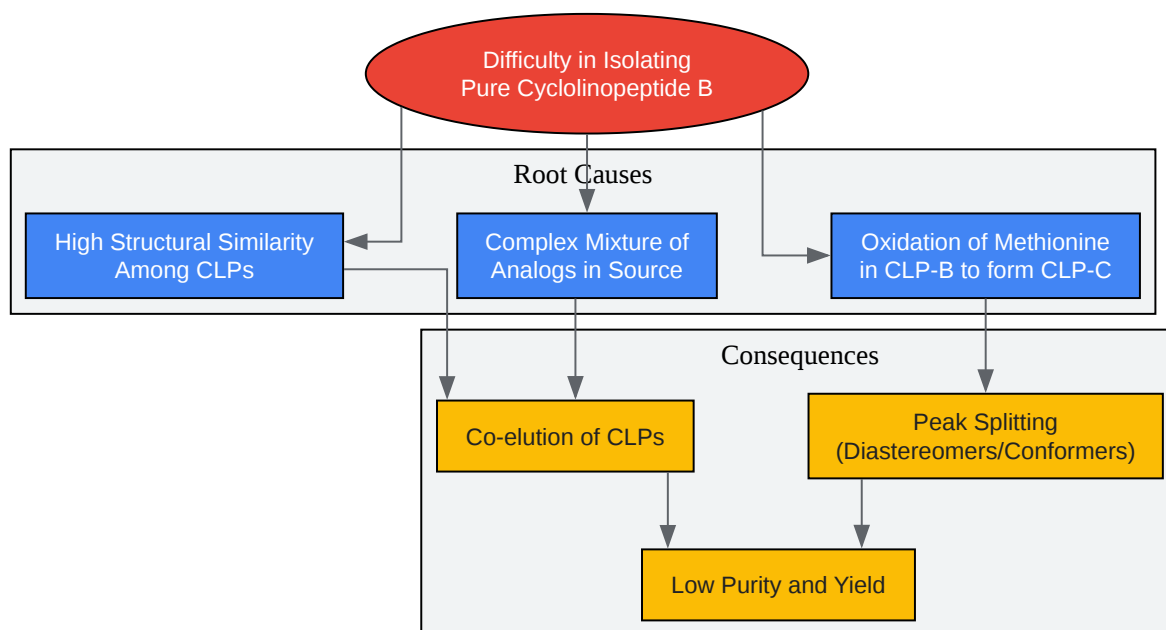 Difficulty in Isolating
Pure Cyclolinopeptide B
Root Causes
High Structural Similarity
Among CLPs
Complex Mixture of
Analogs in Source
Oxidation of Methionine
in CLP-B to form CLP-C
Consequences
Co-elution of CLPs
Peak Splitting
(Diastereomers/Conformers)
Low Purity and Yield